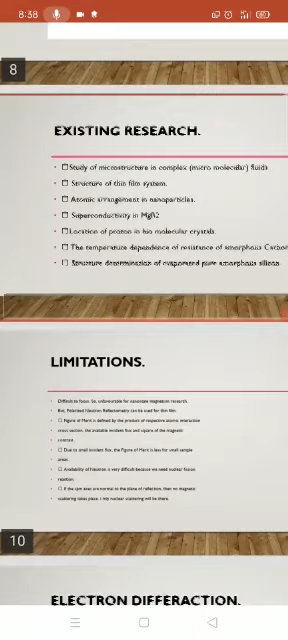 8:38
8
EXISTING RESEARCH.
• ☐Study of microstructure in complex (micro molecular) fluids
• ☐ Structure of thin film system.
• ☐ Atomic arrangement in nanoparticles.
• ☐ Superconductivity in MgB2
• ☐Location of proton in bio molecular crystals.
• ☐ The temperature dependence of resistance of amorphous Carbon
• ☐ Structure determination of evaporated pure amorphous silicon.
LIMITATIONS.
• Difficult to focus. So, unfavourable for nanoscale magnetism research.
• But, Polarized Neutron Reflectometry can be used for thin film.
• ☐ Figure of Merit is defined by the product of respective atomic interaction
• cross section, the available incident flux and square of the magnetic
• contrast.
• ☐ Due to small incident flux, the Figure of Merit is less for small sample
• areas.
• ☐ Availability of Neutron is very difficult because we need nuclear fission
• reaction.
• ☐ If the spin axes are normal to the plane of reflection, then no magnetic
• scattering takes place. Only nuclear scattering will be there.
10
ELECTRON DIFFERACTION.